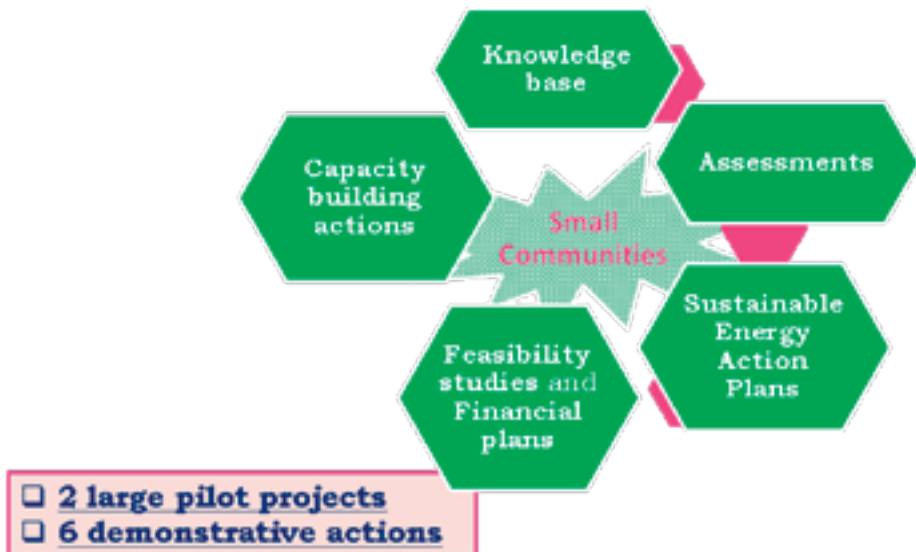 Knowledge
base
Assessments
Capacity
building
actions
Small
Communities
Sustainable
Energy
Action
Plans
Feasibility
studies and
Financial
plans
2 large pilot projects
6 demonstrative actions